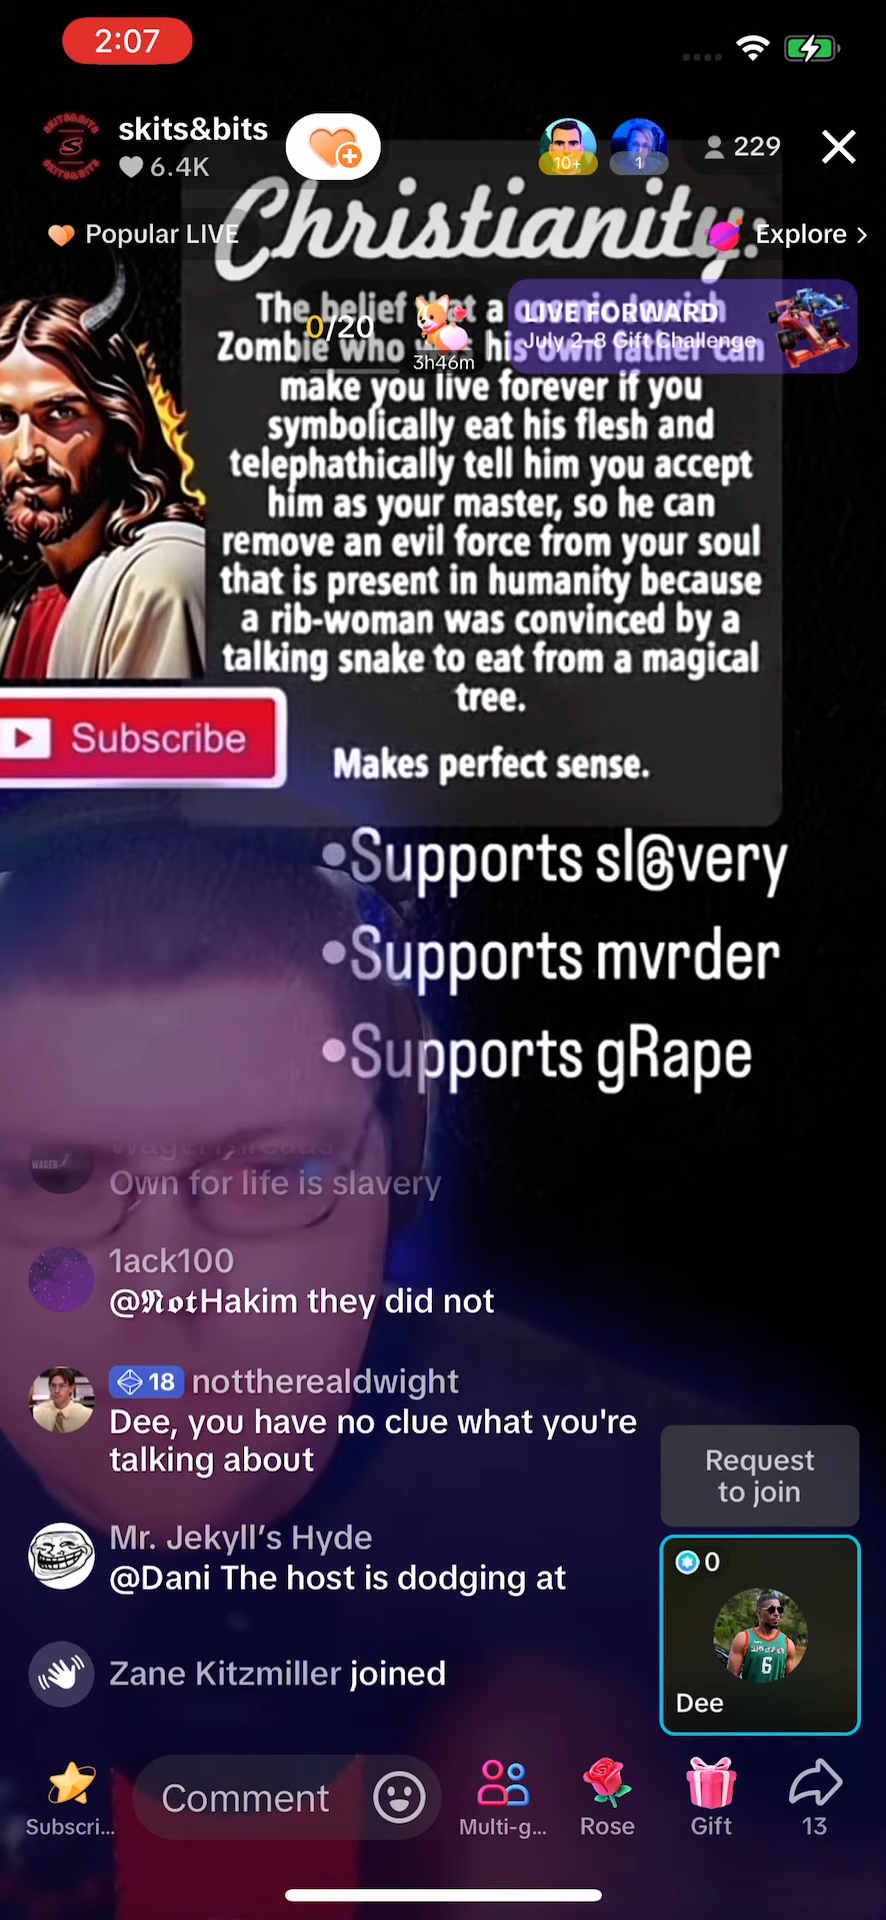 2:07
skits&bits
6.4K
10+
1
229
Popular LIVE
Explore >
Christianity:
The belief that a cosmic Jewish
0/20
LIVE FORWARD
Zombie who was his own father can
July 2–8 Gift Challenge
3h46m
make you live forever if you
symbolically eat his flesh and
telephathically tell him you accept
him as your master, so he can
remove an evil force from your soul
that is present in humanity because
a rib-woman was convinced by a
talking snake to eat from a magical
tree.
Subscribe
Makes perfect sense.
•Supports sl@very
•Supports mvrder
•Supports gRape
Own for life is slavery
1ack100
@𝕹𝖔𝖙Hakim they did not
18 nottherealdwight
Dee, you have no clue what you're
talking about
Request
to join
Mr. Jekyll’s Hyde
@Dani The host is dodging at
0
6
Dee
Zane Kitzmiller joined
Comment
Subscri...
Multi-g...
Rose
Gift
13